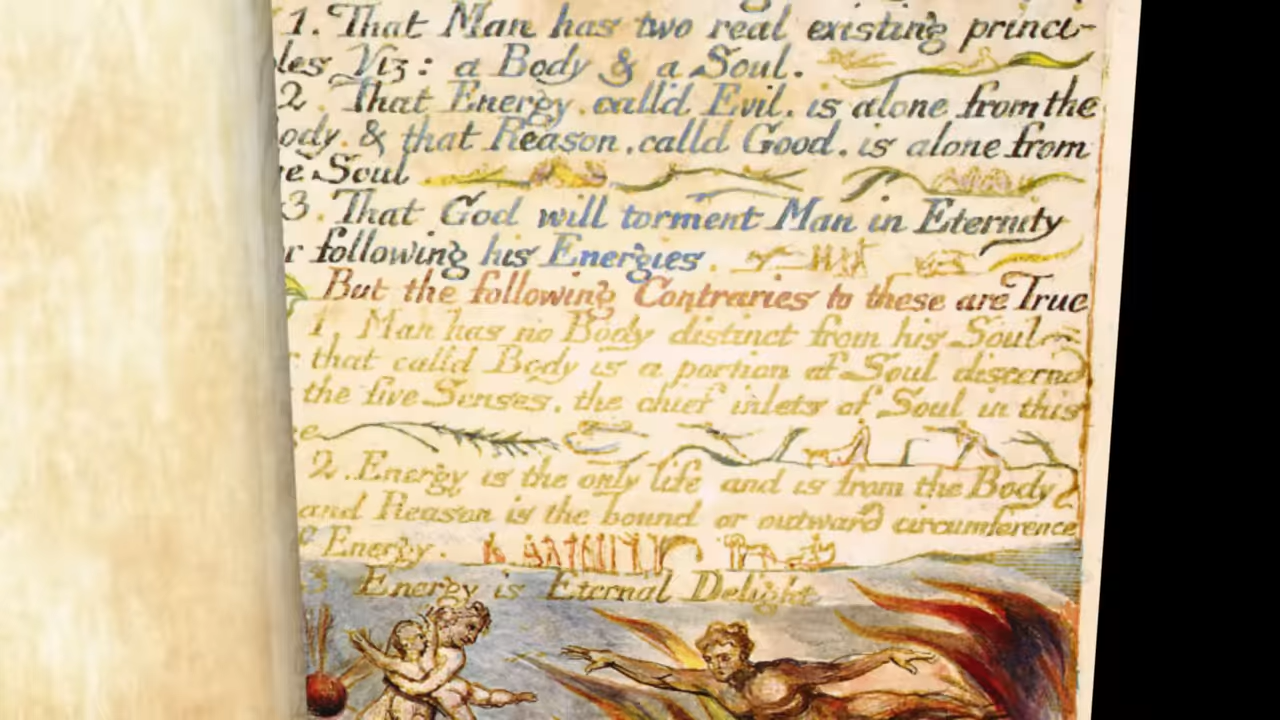 1. That Man has two real existing princi-
les Viz: a Body & a Soul.
2. That Energy. calld Evil. is alone from the
ody. & that Reason. calld Good. is alone from
e Soul
3. That God will torment Man in Eternity
r following his Energies.
But the following Contraries to these are True
1. Man has no Body distinct from his Soul
that calld Body is a portion of Soul discernd
the five Senses. the chief inlets of Soul in this
e
2. Energy is the only life and is from the Body
and Reason is the bound or outward circumference
f Energy.
3 Energy is Eternal Delight